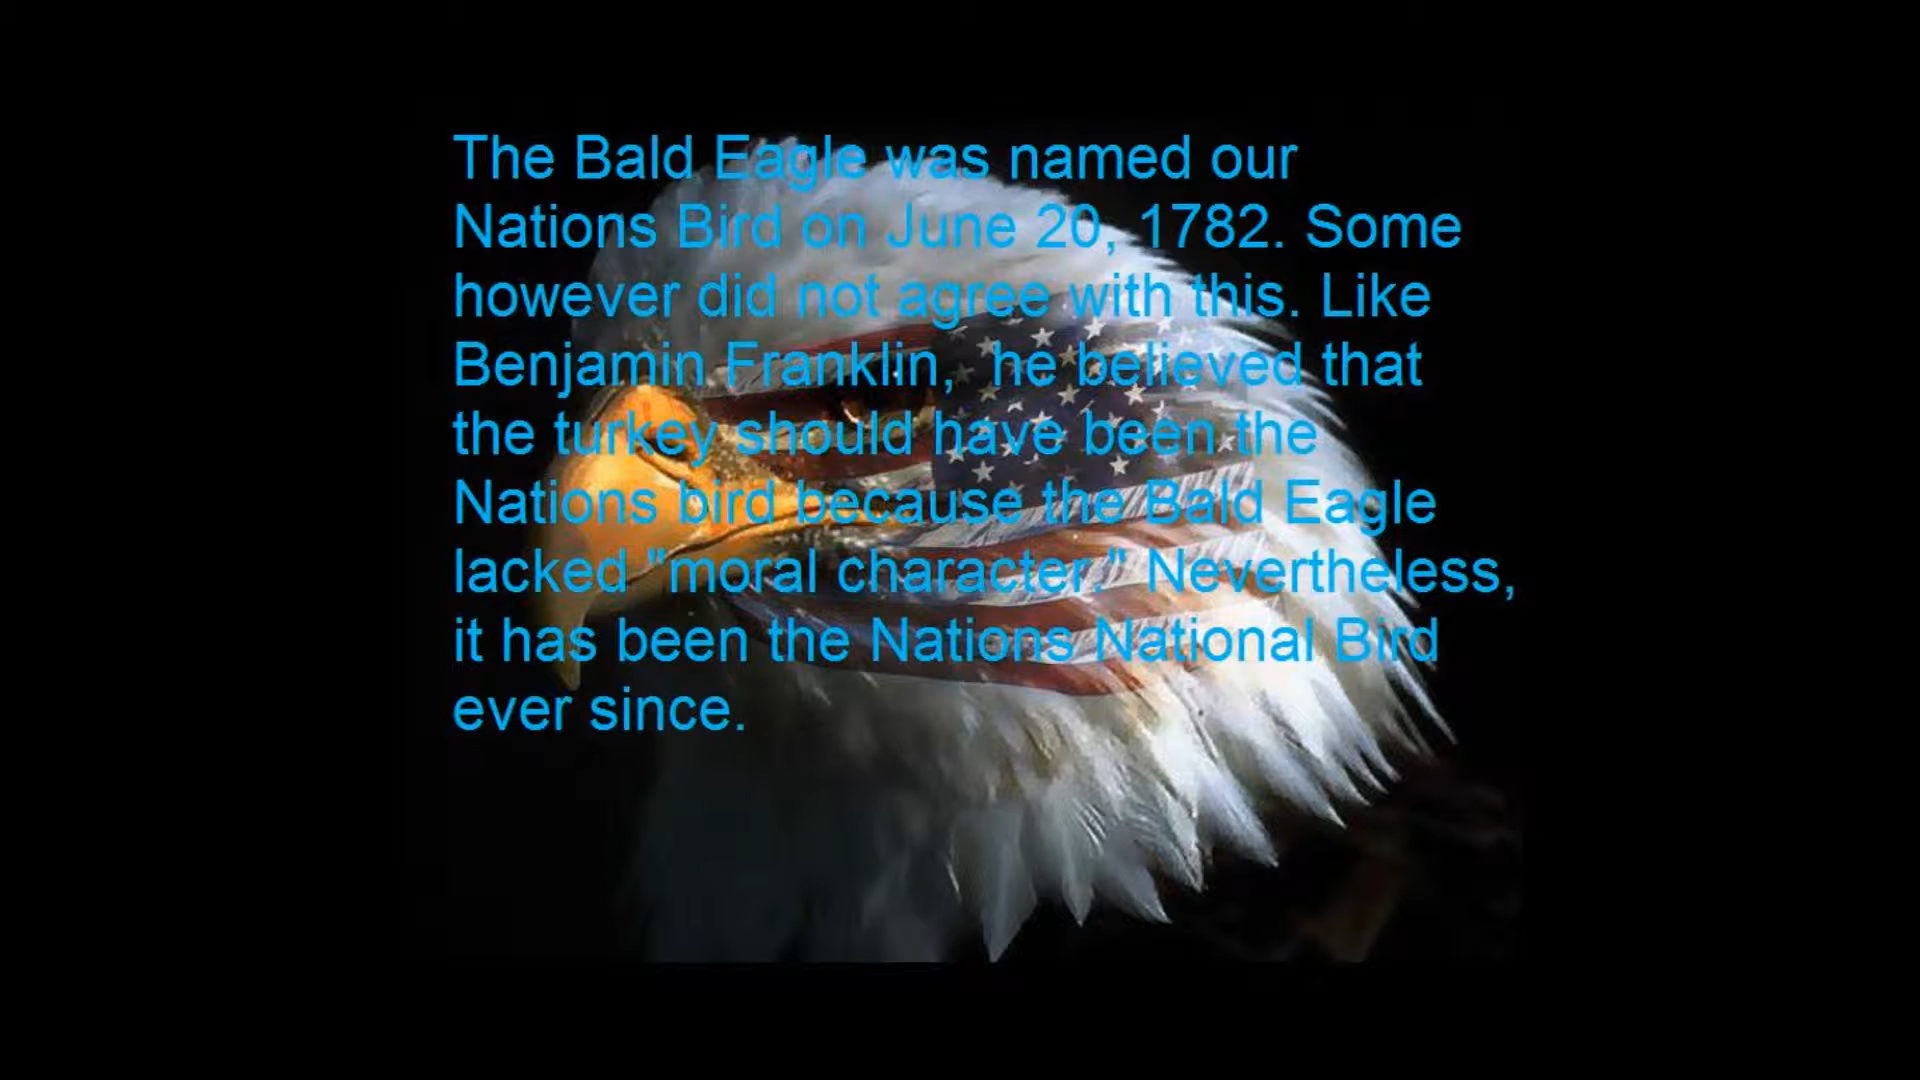 The Bald Eagle was named our
Nations Bird on June 20, 1782. Some
however did not agree with this. Like
Benjamin Franklin,  he believed that
the turkey should have been the
Nations bird because the Bald Eagle
lacked "moral character." Nevertheless,
it has been the Nations National Bird
ever since.